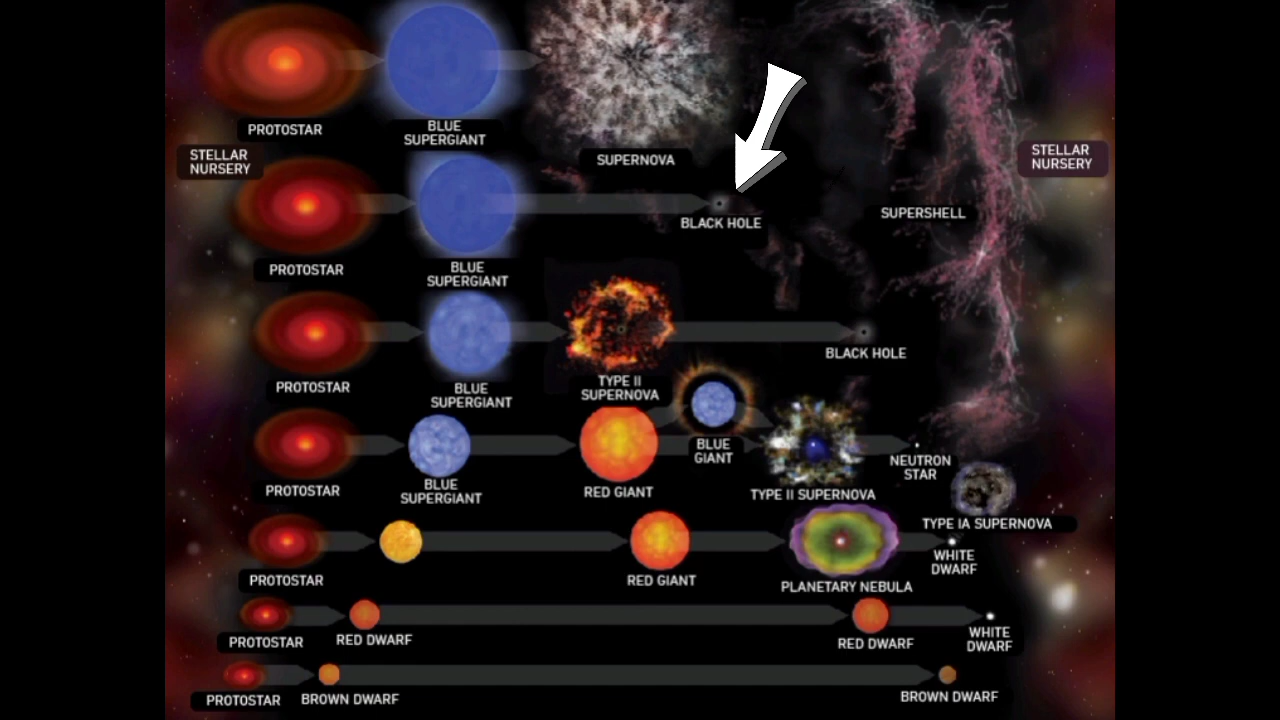 PROTOSTAR
BLUE
SUPERGIANT
SUPERNOVA
STELLAR
NURSERY
STELLAR
NURSERY
PROTOSTAR
BLUE
SUPERGIANT
BLACK HOLE
SUPERSHELL
PROTOSTAR
BLUE
SUPERGIANT
TYPE II
SUPERNOVA
BLACK HOLE
PROTOSTAR
BLUE
SUPERGIANT
RED GIANT
BLUE
GIANT
TYPE II SUPERNOVA
NEUTRON
STAR
TYPE IA SUPERNOVA
PROTOSTAR
RED GIANT
PLANETARY NEBULA
WHITE
DWARF
PROTOSTAR
RED DWARF
RED DWARF
WHITE
DWARF
PROTOSTAR
BROWN DWARF
BROWN DWARF